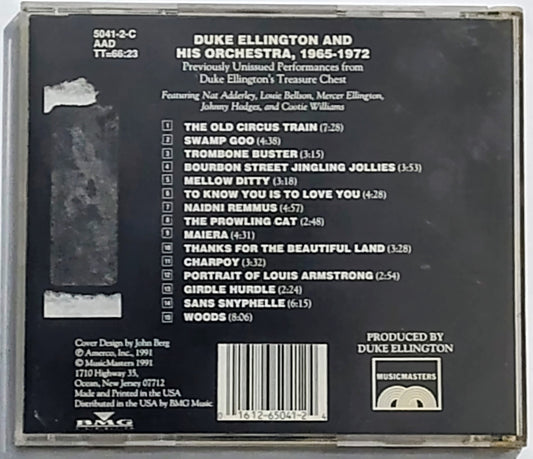 5041-2-C
AAD
TT=66:23
DUKE ELLINGTON AND
HIS ORCHESTRA, 1965-1972
Previously Unissued Performances from
Duke Ellington's Treasure Chest
Featuring Nat Adderley, Louie Bellson, Mercer Ellington,
Johnny Hodges, and Cootie Williams
1 THE OLD CIRCUS TRAIN (7:28)
2 SWAMP GOO (4:38)
3 TROMBONE BUSTER (3:15)
4 BOURBON STREET JINGLING JOLLIES (3:53)
5 MELLOW DITTY (3:18)
6 TO KNOW YOU IS TO LOVE YOU (4:28)
7 NAIDNI REMMUS (4:57)
8 THE PROWLING CAT (2:48)
9 MAIERA (4:31)
10 THANKS FOR THE BEAUTIFUL LAND (3:28)
11 CHARPOY (3:32)
12 PORTRAIT OF LOUIS ARMSTRONG (2:54)
13 GIRDLE HURDLE (2:24)
14 SANS SNYPHELLE (6:15)
15 WOODS (8:06)
Cover Design by John Berg
℗ Amerco, Inc., 1991
© MusicMasters 1991
1710 Highway 35,
Ocean, New Jersey 07712
Made and Printed in the USA
Distributed in the USA by BMG Music
BMG
0 1612-65041-2 4
PRODUCED BY
DUKE ELLINGTON
MUSICMASTERS